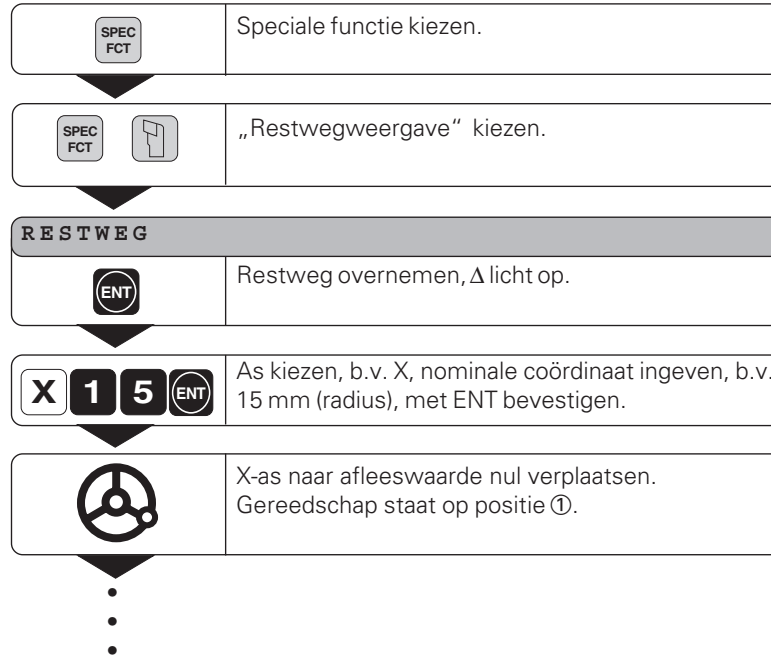 SPEC
FCT
Speciale functie kiezen.
SPEC
FCT
„Restwegweergave“ kiezen.
RESTWEG
ENT
Restweg overnemen, Δ licht op.
X 1 5 ENT
As kiezen, b.v. X, nominale coördinaat ingeven, b.v.
15 mm (radius), met ENT bevestigen.
X-as naar afleeswaarde nul verplaatsen.
Gereedschap staat op positie ①.